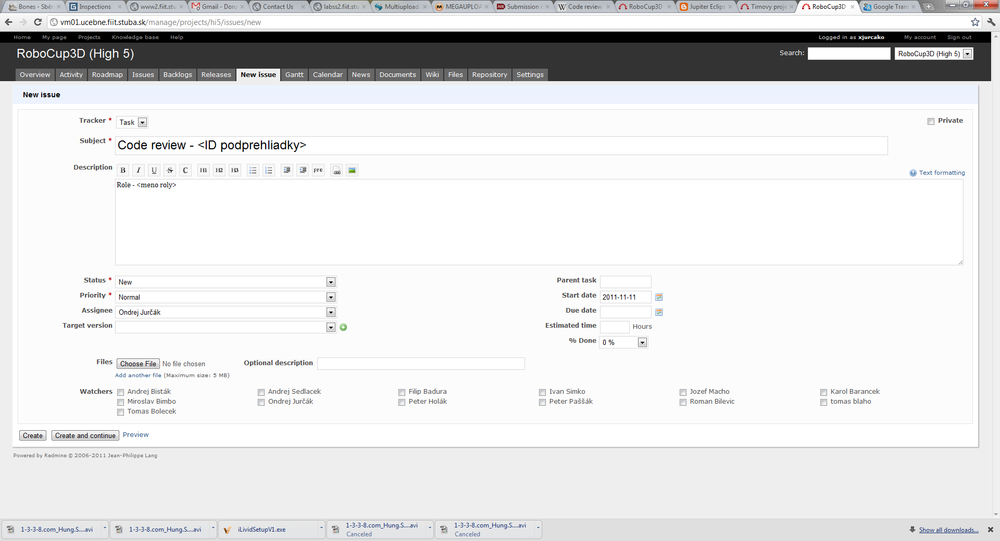 Bones - Sběr
Inspections
www2.fiit.stu
Gmail - Doru
Contact Us
labss2.fiit.stu
Multiupload.
MEGAUPLOA
Submission o
Code review
RoboCup3D
Jupiter Eclips
Timovy proje
RoboCup3D
Google Trans
vm01.ucebne.fiit.stuba.sk/manage/projects/hi5/issues/new
Home My page Projects Knowledge base Help
Logged in as xjurcako My account Sign out
RoboCup3D (High 5)
Search: RoboCup3D (High 5)
Overview Activity Roadmap Issues Backlogs Releases New issue Gantt Calendar News Documents Wiki Files Repository Settings
New issue
Tracker * Task
Private
Subject * Code review - <ID podprehliadky>
Description B I U S C H1 H2 H3 pre
Text formatting
Role - <meno roly>
Status * New
Parent task
Priority * Normal
Start date 2011-11-11
Assignee Ondrej Jurčák
Due date
Target version
Estimated time Hours
% Done 0 %
Files Choose File No file chosen Optional description
Add another file (Maximum size: 5 MB)
Watchers Andrej Bisták Andrej Sedlacek Filip Badura Ivan Simko Jozef Macho Karol Barancek
Miroslav Bimbo Ondrej Jurčák Peter Holák Peter Paššák Roman Bilevic tomas blaho
Tomas Bolecek
Create Create and continue Preview
Powered by Redmine © 2006-2011 Jean-Philippe Lang
1-3-3-8.com_Hung.S....avi
1-3-3-8.com_Hung.S....avi
iLividSetupV1.exe
1-3-3-8.com_Hung.S....avi
Canceled
1-3-3-8.com_Hung.S....avi
Canceled
Show all downloads...